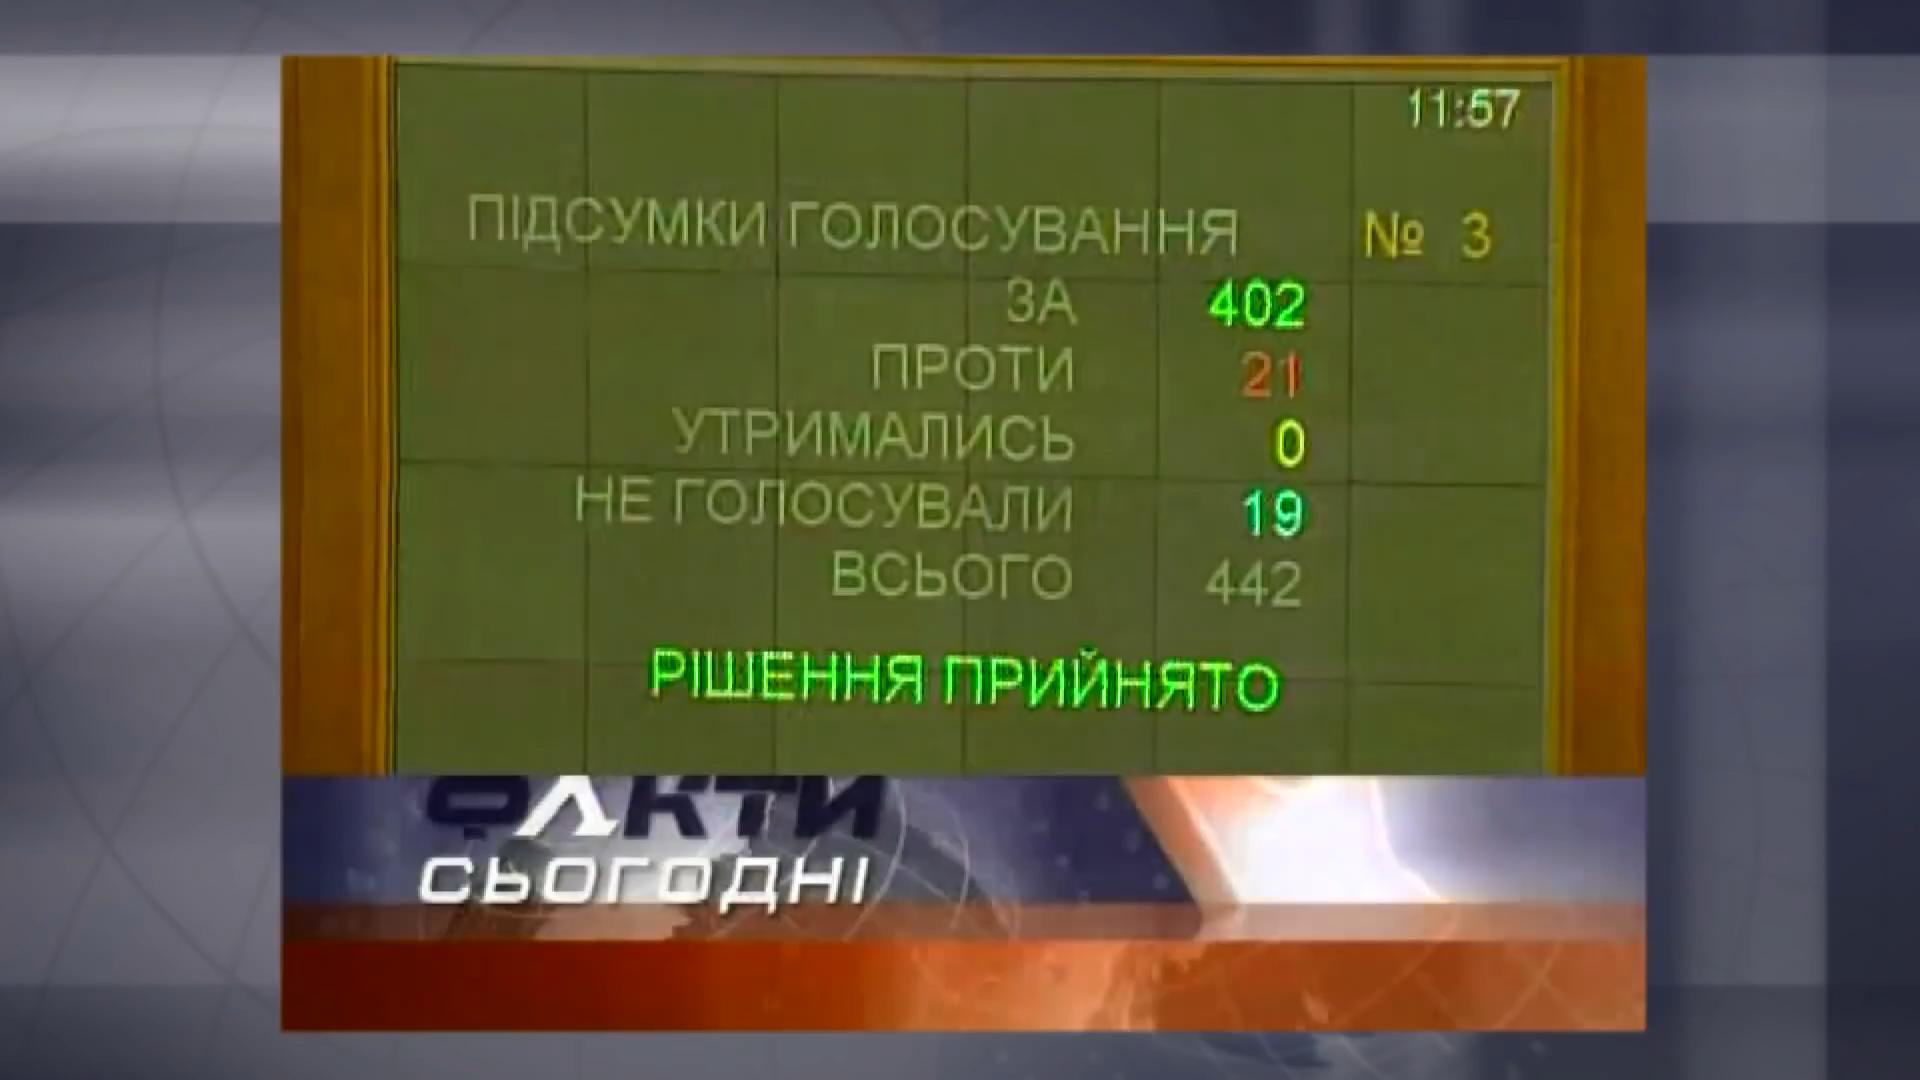 11:57
ПІДСУМКИ ГОЛОСУВАННЯ № 3
ЗА 402
ПРОТИ 21
УТРИМАЛИСЬ 0
НЕ ГОЛОСУВАЛИ 19
ВСЬОГО 442
РІШЕННЯ ПРИЙНЯТО
ФАКТИ
СЬОГОДНІ